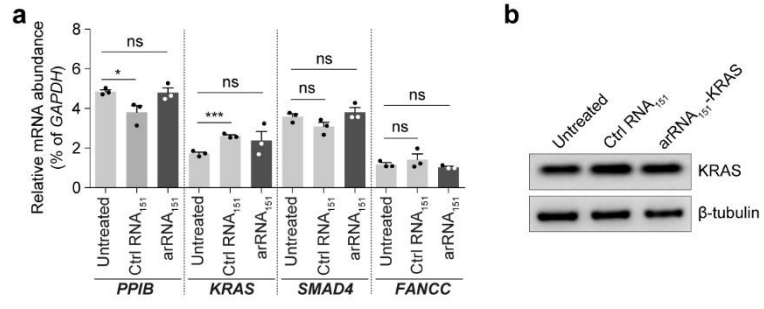 a
b
Relative mRNA abundance
(% of GAPDH)
8
6
4
2
0
ns
*
ns
***
ns
ns
ns
ns
Untreated
Ctrl RNA151
arRNA151
Untreated
Ctrl RNA151
arRNA151
Untreated
Ctrl RNA151
arRNA151
Untreated
Ctrl RNA151
arRNA151
PPIB
KRAS
SMAD4
FANCC
Untreated
Ctrl RNA151
arRNA151-KRAS
KRAS
β-tubulin